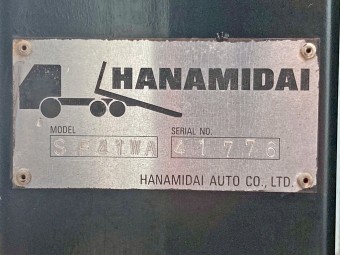 HANAMIDAI
MODEL SERIAL NO.
41776
HANAMIDAI AUTO CO., LTD.